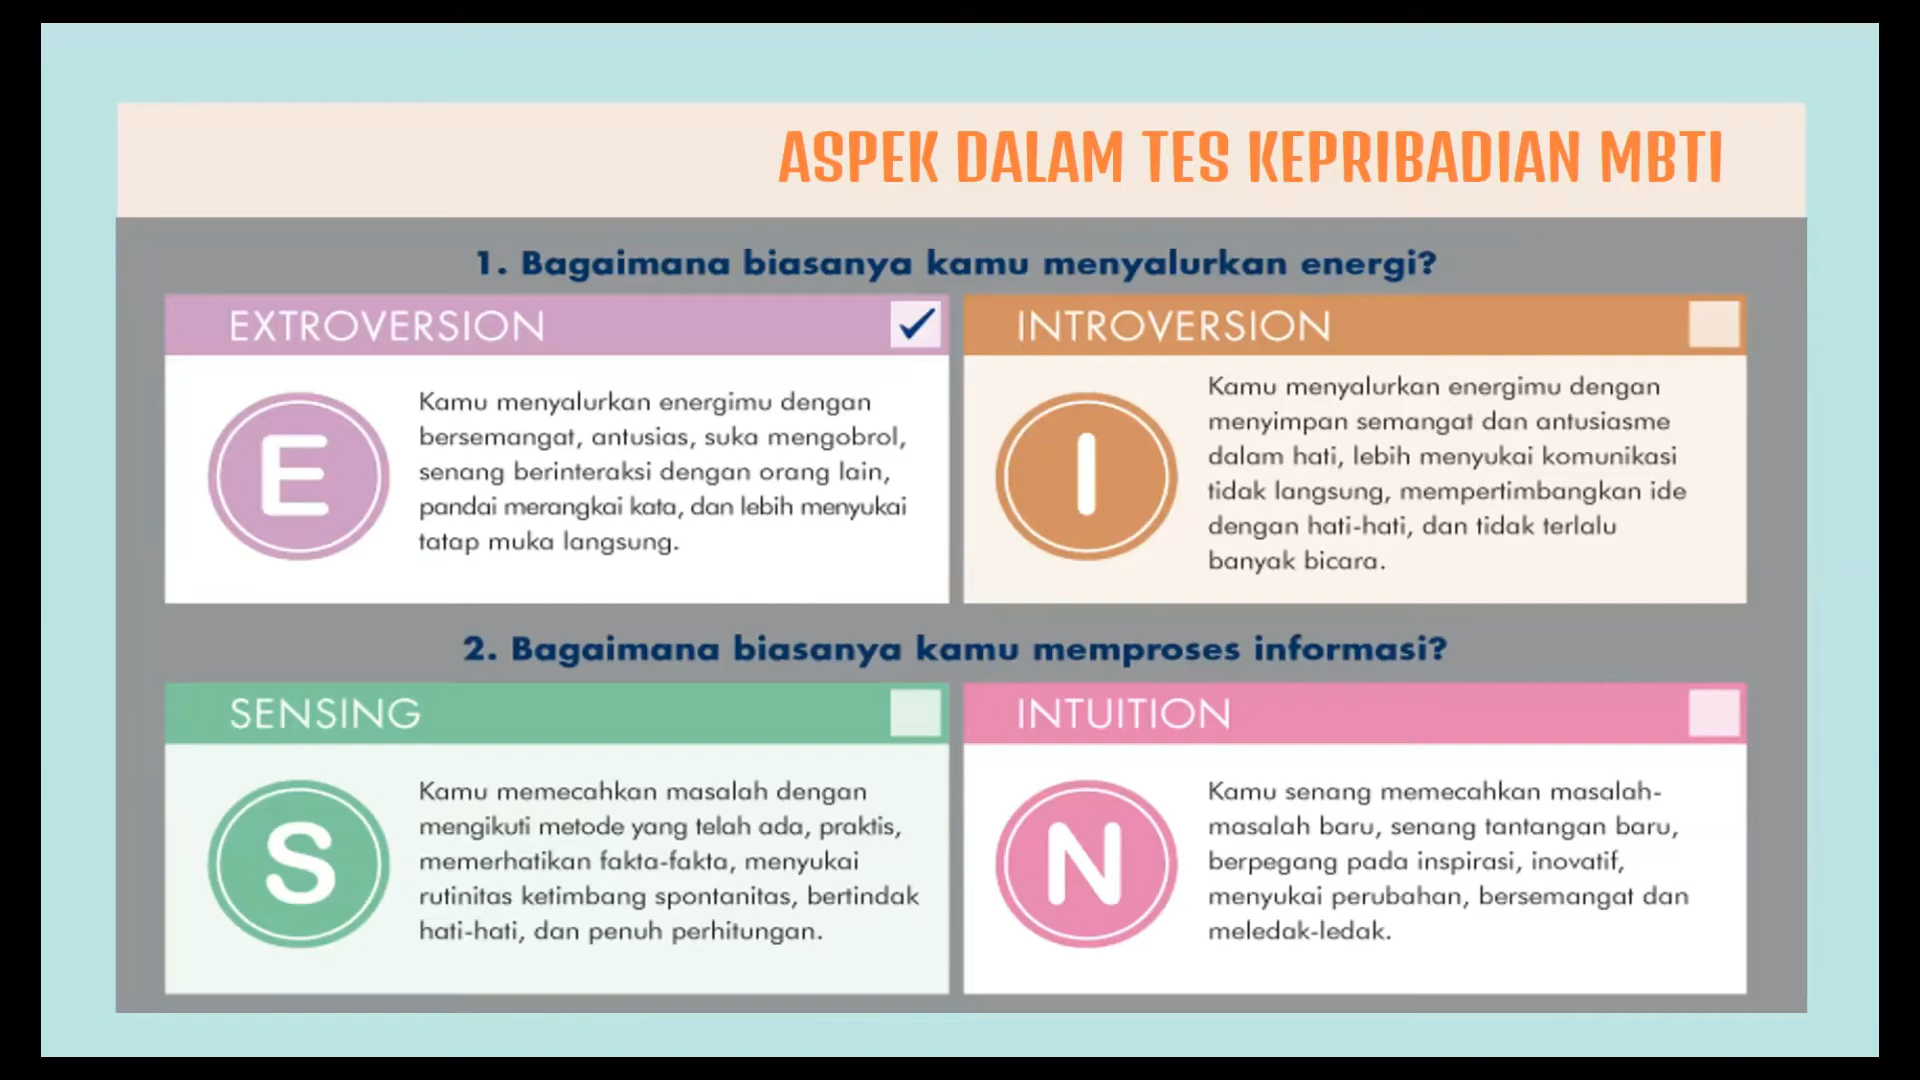 ASPEK DALAM TES KEPRIBADIAN MBTI
1. Bagaimana biasanya kamu menyalurkan energi?
EXTROVERSION
E
Kamu menyalurkan energimu dengan
bersemangat, antusias, suka mengobrol,
senang berinteraksi dengan orang lain,
pandai merangkai kata, dan lebih menyukai
tatap muka langsung.
INTROVERSION
I
Kamu menyalurkan energimu dengan
menyimpan semangat dan antusiasme
dalam hati, lebih menyukai komunikasi
tidak langsung, mempertimbangkan ide
dengan hati-hati, dan tidak terlalu
banyak bicara.
2. Bagaimana biasanya kamu memproses informasi?
SENSING
S
Kamu memecahkan masalah dengan
mengikuti metode yang telah ada, praktis,
memerhatikan fakta-fakta, menyukai
rutinitas ketimbang spontanitas, bertindak
hati-hati, dan penuh perhitungan.
INTUITION
N
Kamu senang memecahkan masalah-
masalah baru, senang tantangan baru,
berpegang pada inspirasi, inovatif,
menyukai perubahan, bersemangat dan
meledak-ledak.